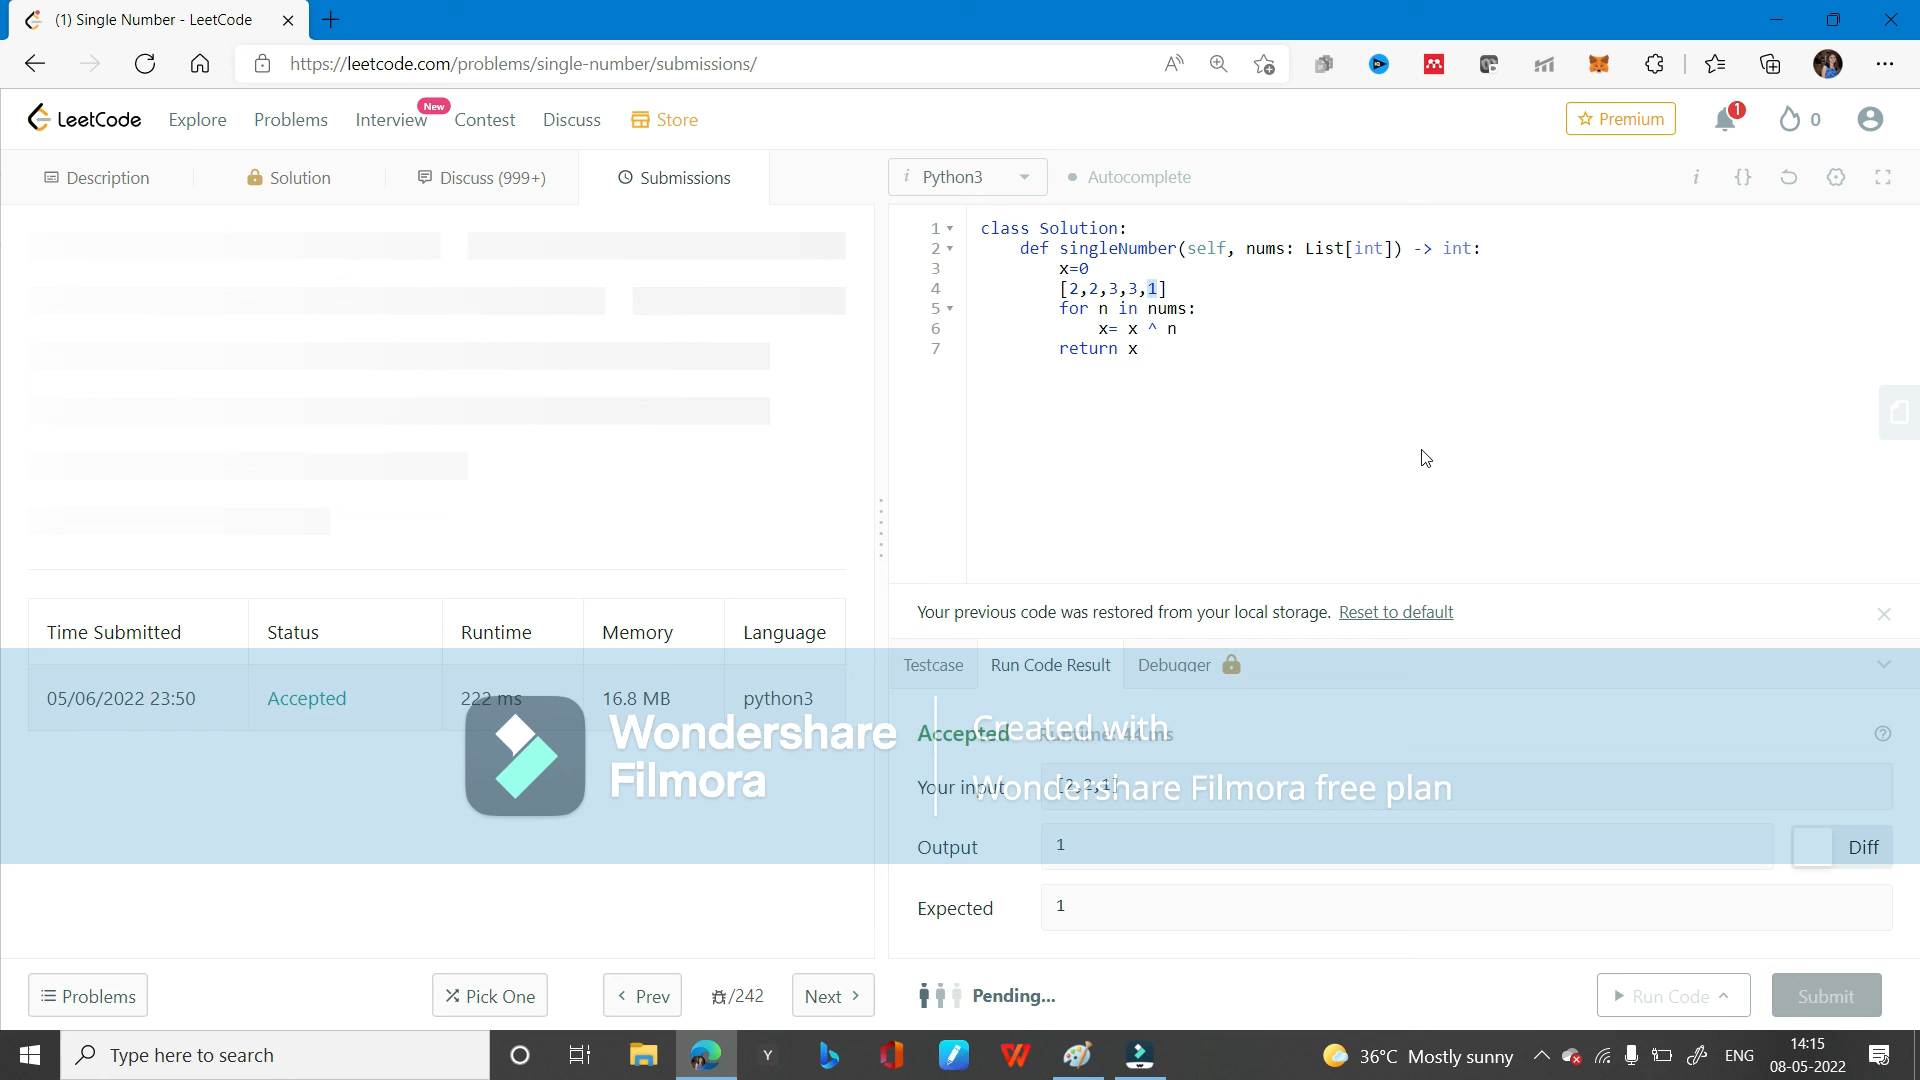 (1) Single Number - LeetCode
https://leetcode.com/problems/single-number/submissions/
LeetCode
Explore
Problems
Interview
New
Contest
Discuss
Store
Premium
1
0
Description
Solution
Discuss (999+)
Submissions
i Python3
Autocomplete
i
{}
1 class Solution:
2 def singleNumber(self, nums: List[int]) -> int:
3 x=0
4 [2,2,3,3,1]
5 for n in nums:
6 x= x ^ n
7 return x
Your previous code was restored from your local storage. Reset to default
Time Submitted Status Runtime Memory Language
05/06/2022 23:50 Accepted 222 ms 16.8 MB python3
Testcase
Run Code Result
Debugger
Accepted Runtime: 44 ms
Your input [2,2,1]
Output 1
Diff
Expected 1
Wondershare
Filmora
Created with
Wondershare Filmora free plan
Problems
Pick One
Prev
/242
Next
Pending...
Run Code
Submit
Type here to search
Y
36°C Mostly sunny
ENG
14:15
08-05-2022